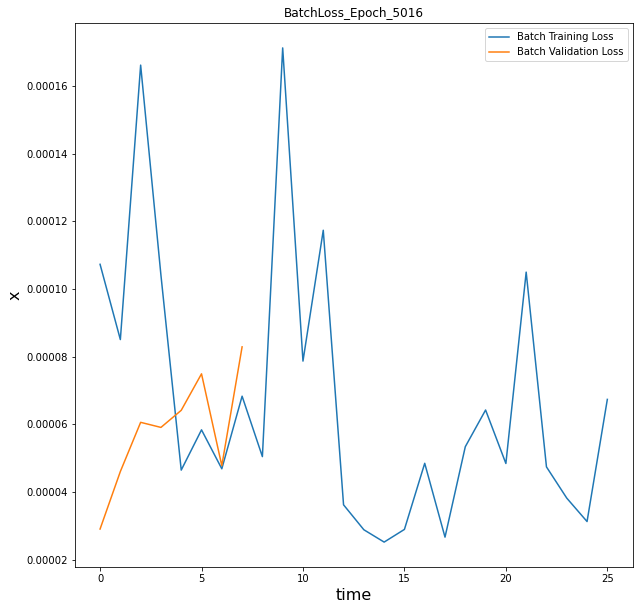 BatchLoss_Epoch_5016
Batch Training Loss
Batch Validation Loss
0.00016
0.00014
0.00012
0.00010
0.00008
0.00006
0.00004
0.00002
x
0 5 10 15 20 25
time